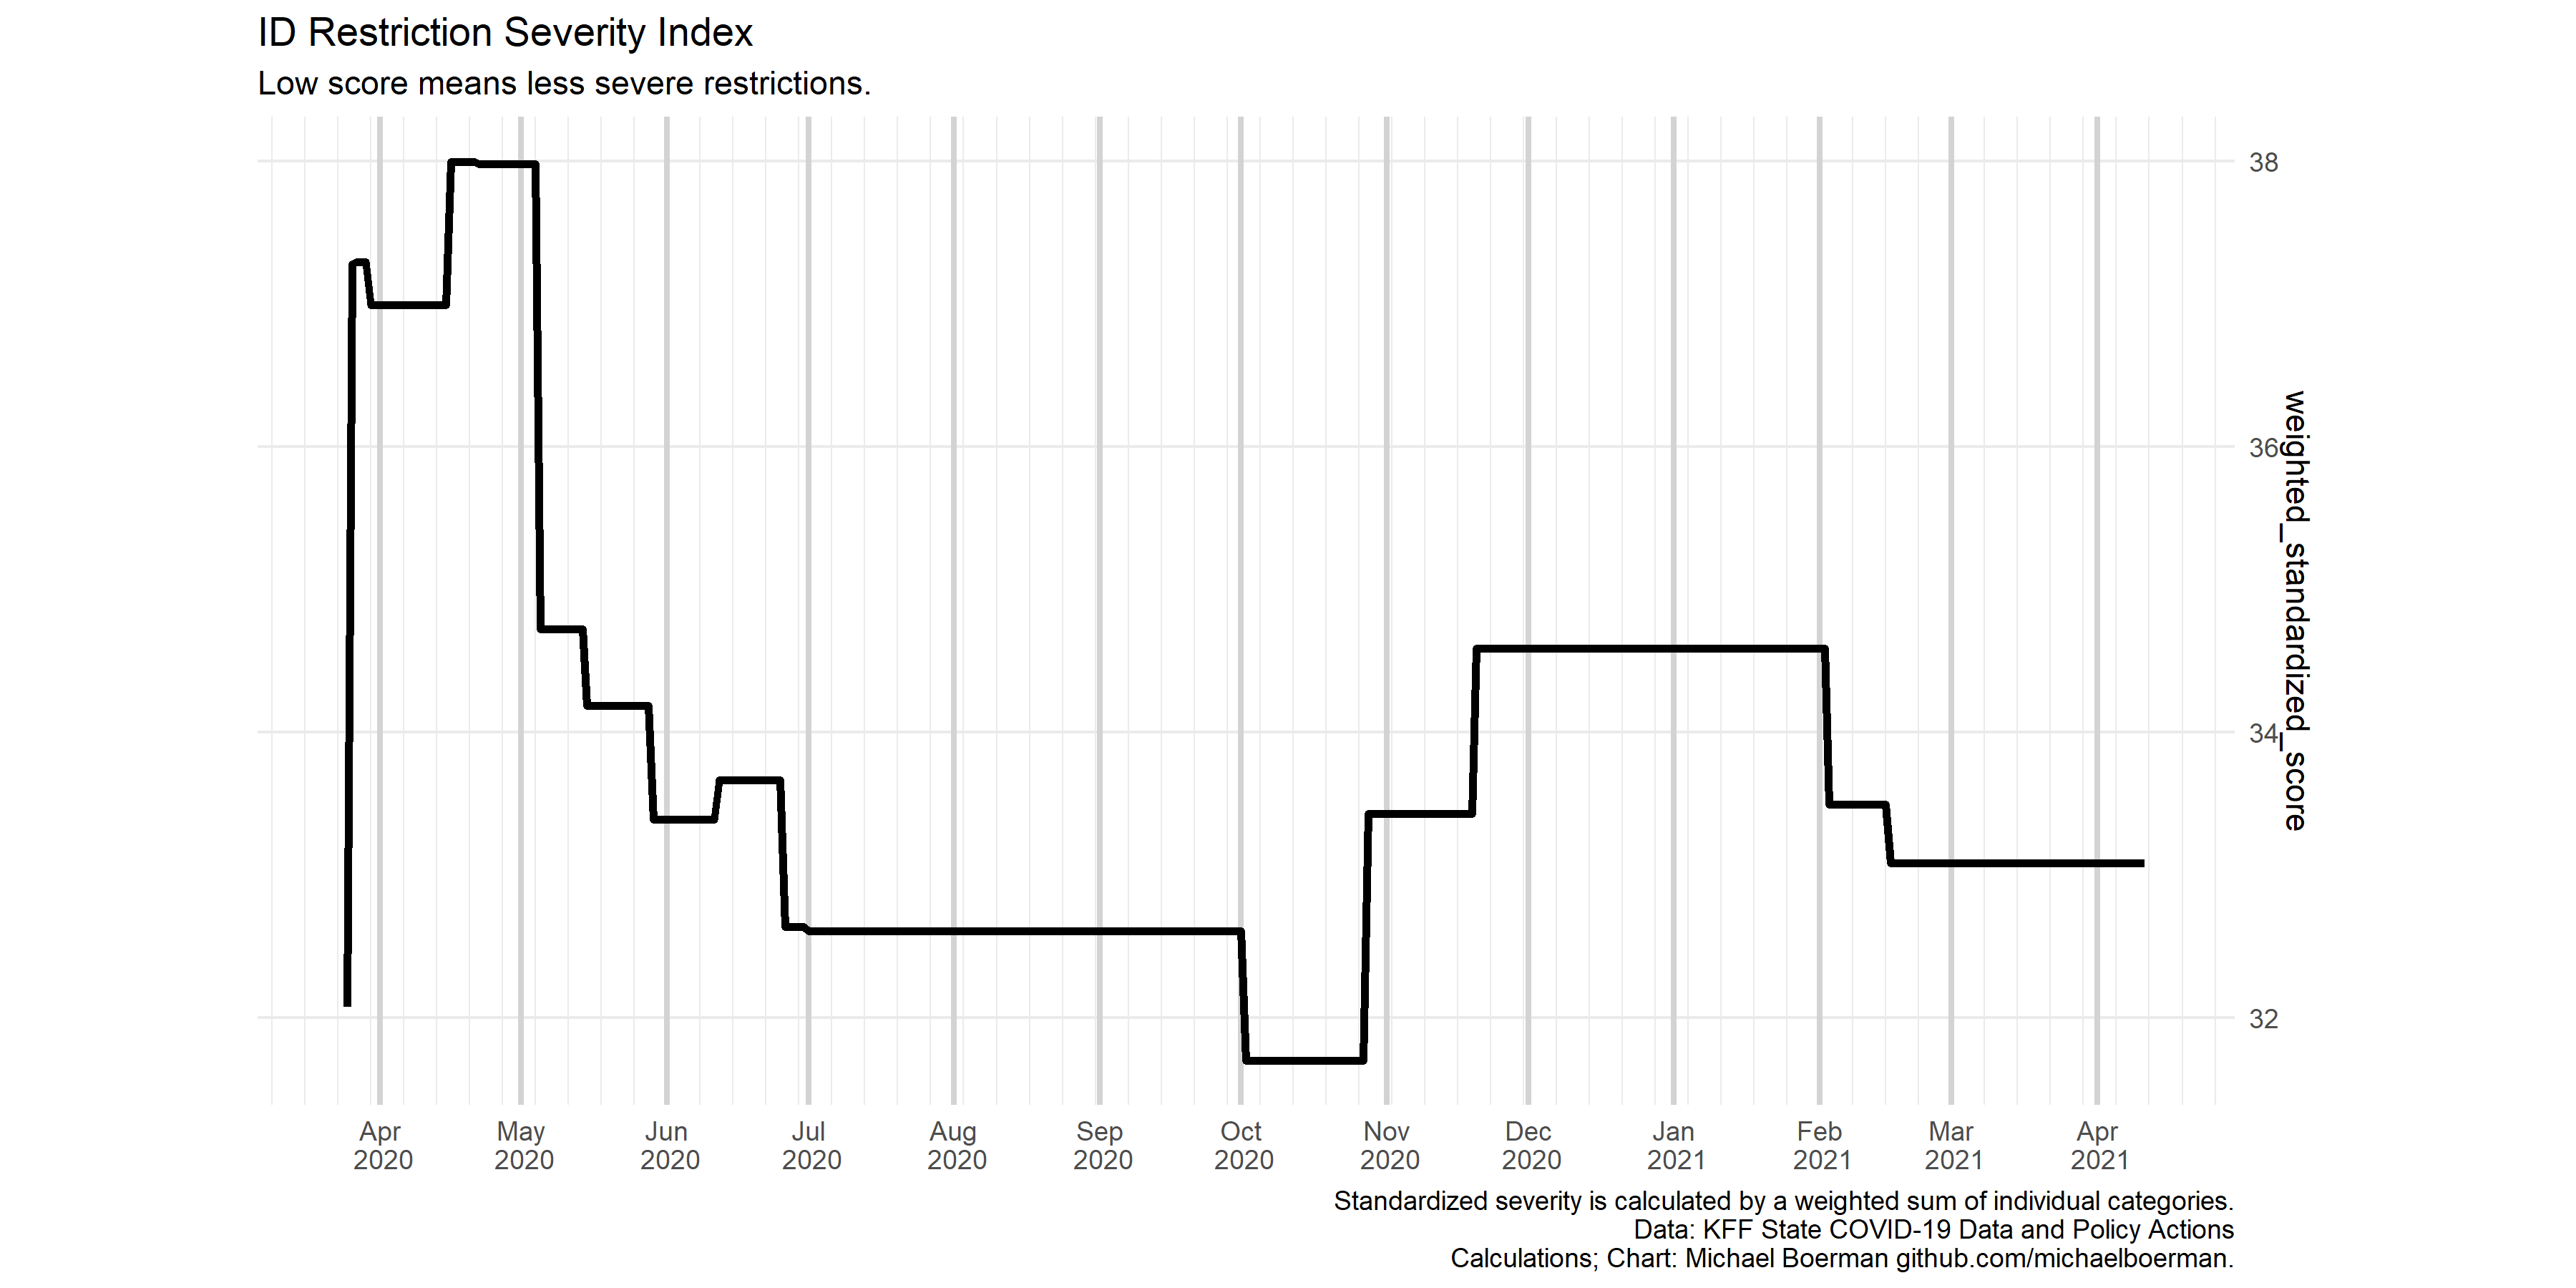 ID Restriction Severity Index
Low score means less severe restrictions.
38
36
34
32
weighted_standardized_score
Apr May Jun Jul Aug Sep Oct Nov Dec Jan Feb Mar Apr
2020 2020 2020 2020 2020 2020 2020 2020 2020 2021 2021 2021 2021
Standardized severity is calculated by a weighted sum of individual categories.
Data: KFF State COVID-19 Data and Policy Actions
Calculations; Chart: Michael Boerman github.com/michaelboerman.